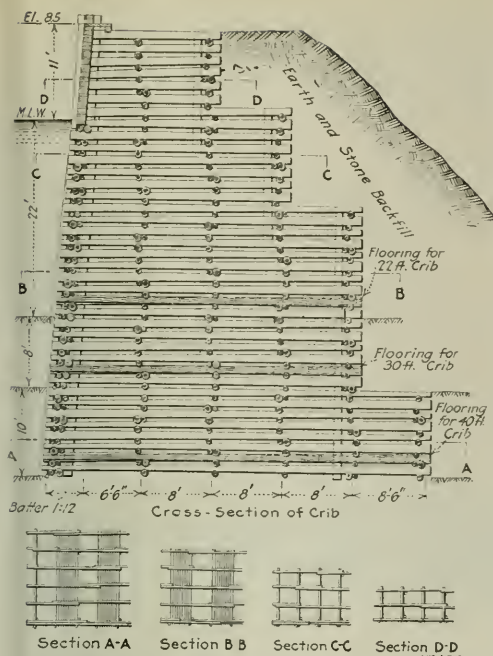 El. 8.5
11'
D
D
Earth and Stone Backfill
M.L.W.
C
C
22'
Flooring for
22 ft. Crib
B
B
8'
Flooring for
30 ft. Crib
10'
Flooring
for 40 ft.
Crib
A
A
Batter 1:12
6'6"
8'
8'
8'
8'-6"
Cross-Section of Crib
Section A-A
Section B B
Section C-C
Section D-D